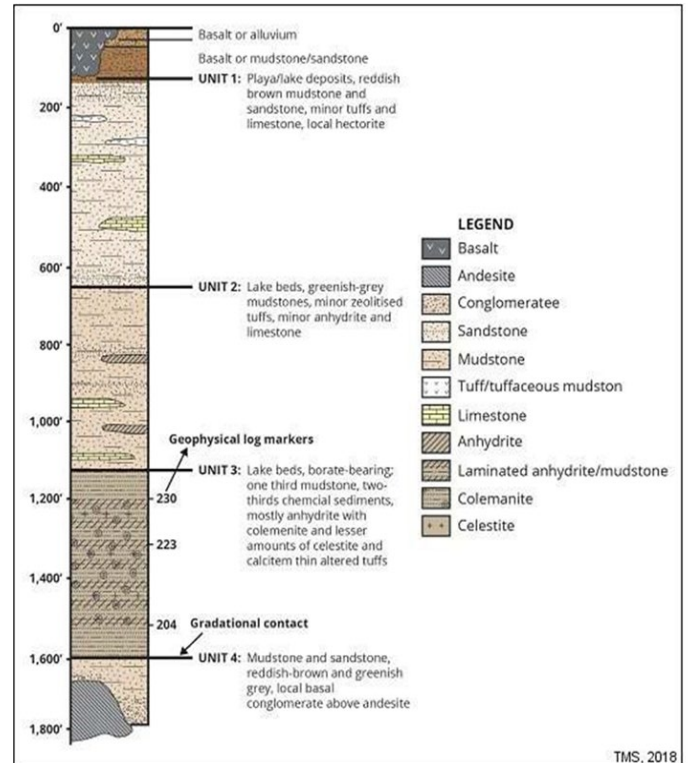 0'
Basalt or alluvium
Basalt or mudstone/sandstone
UNIT 1: Playa/lake deposits, reddish
brown mudstone and
sandstone, minor tuffs and
limestone, local hectorite
200'
400'
600'
UNIT 2: Lake beds, greenish-grey
mudstones, minor zeolitised
tuffs, minor anhydrite and
limestone
800'
1,000'
Geophysical log markers
UNIT 3: Lake beds, borate-bearing;
one third mudstone, two-
thirds chemcial sediments,
mostly anhydrite with
colemenite and lesser
amounts of celestite and
calcitem thin altered tuffs
1,200'
230
223
1,400'
204
Gradational contact
1,600'
UNIT 4: Mudstone and sandstone,
reddish-brown and greenish
grey, local basal
conglomerate above andesite
1,800'
LEGEND
Basalt
Andesite
Conglomeratee
Sandstone
Mudstone
Tuff/tuffaceous mudston
Limestone
Anhydrite
Laminated anhydrite/mudstone
Colemanite
Celestite
TMS, 2018